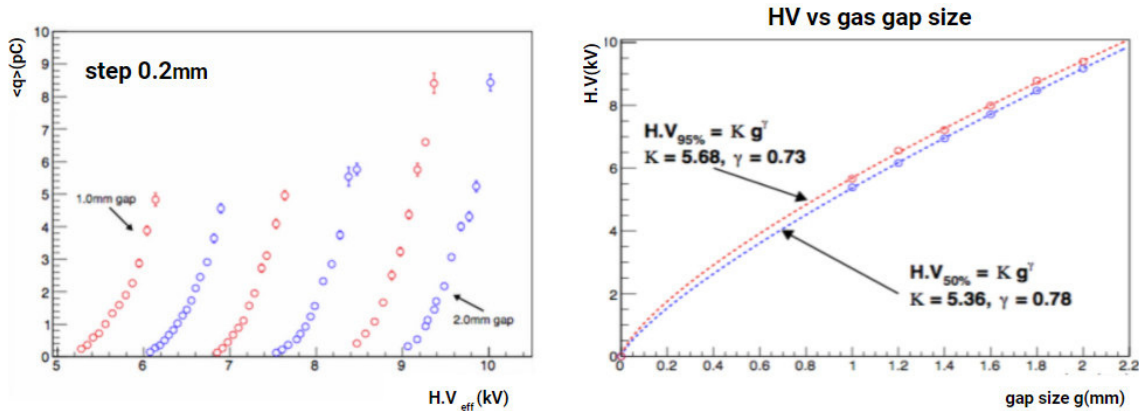 <q>(pC)
10
9
8
7
6
5
4
3
2
1
0
step 0.2mm
1.0mm gap
2.0mm gap
5 6 7 8 9 10
H.V eff (kV)
HV vs gas gap size
H.V(kV)
10
8
6
4
2
0
H.V95% = K g^γ
K = 5.68, γ = 0.73
H.V50% = K g^γ
K = 5.36, γ = 0.78
0 0.2 0.4 0.6 0.8 1.0 1.2 1.4 1.6 1.8 2.0 2.2
gap size g(mm)